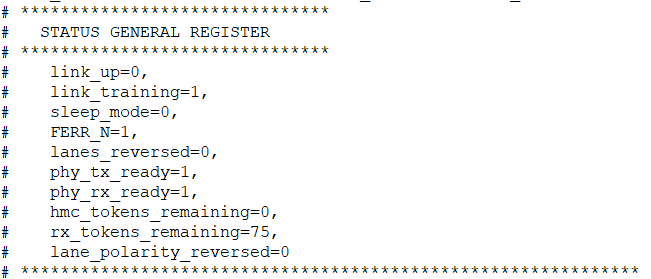 # *******************************
#   STATUS GENERAL REGISTER
# *******************************
#    link_up=0,
#    link_training=1,
#    sleep_mode=0,
#    FERR_N=1,
#    lanes_reversed=0,
#    phy_tx_ready=1,
#    phy_rx_ready=1,
#    hmc_tokens_remaining=0,
#    rx_tokens_remaining=75,
#    lane_polarity_reversed=0
# **************************************************************